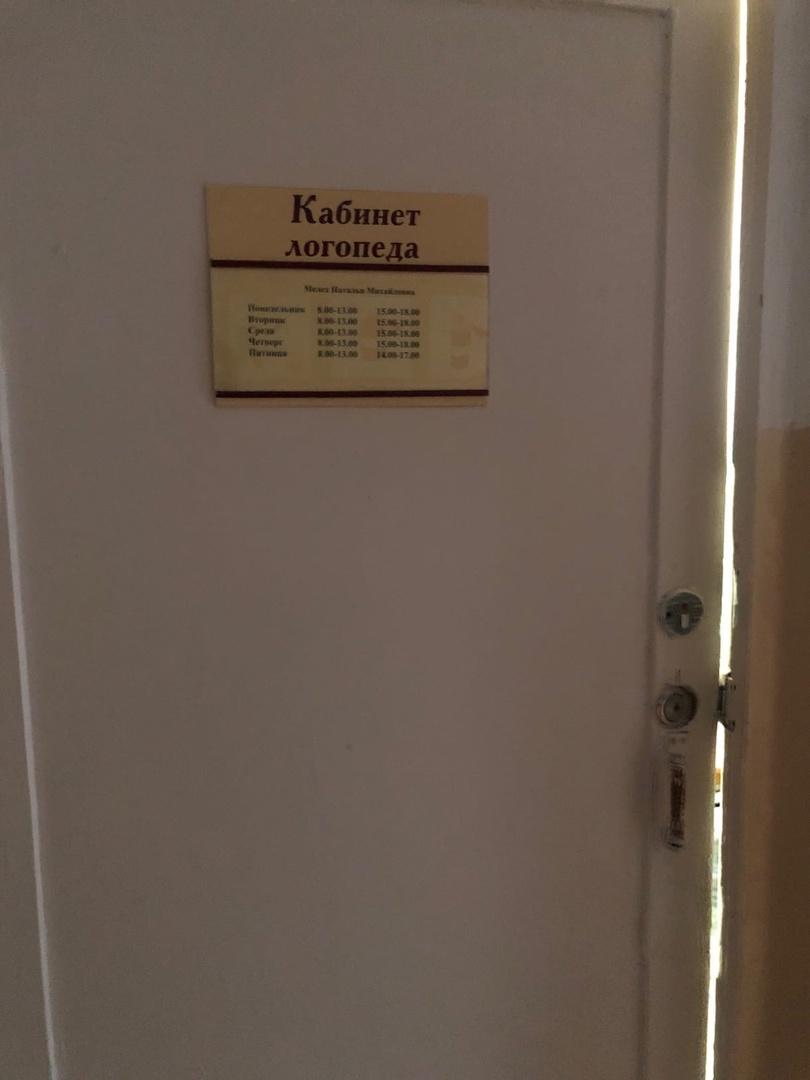 Кабинет
логопеда
Наталья Михайловна
Понедельник 8.00-13.00 15.00-18.00
Вторник 8.00-13.00 15.00-18.00
Среда 8.00-13.00 15.00-18.00
Четверг 8.00-13.00 15.00-18.00
Пятница 8.00-13.00 14.00-17.00